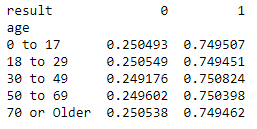 result 0 1
age
0 to 17 0.250493 0.749507
18 to 29 0.250549 0.749451
30 to 49 0.249176 0.750824
50 to 69 0.249602 0.750398
70 or Older 0.250538 0.749462